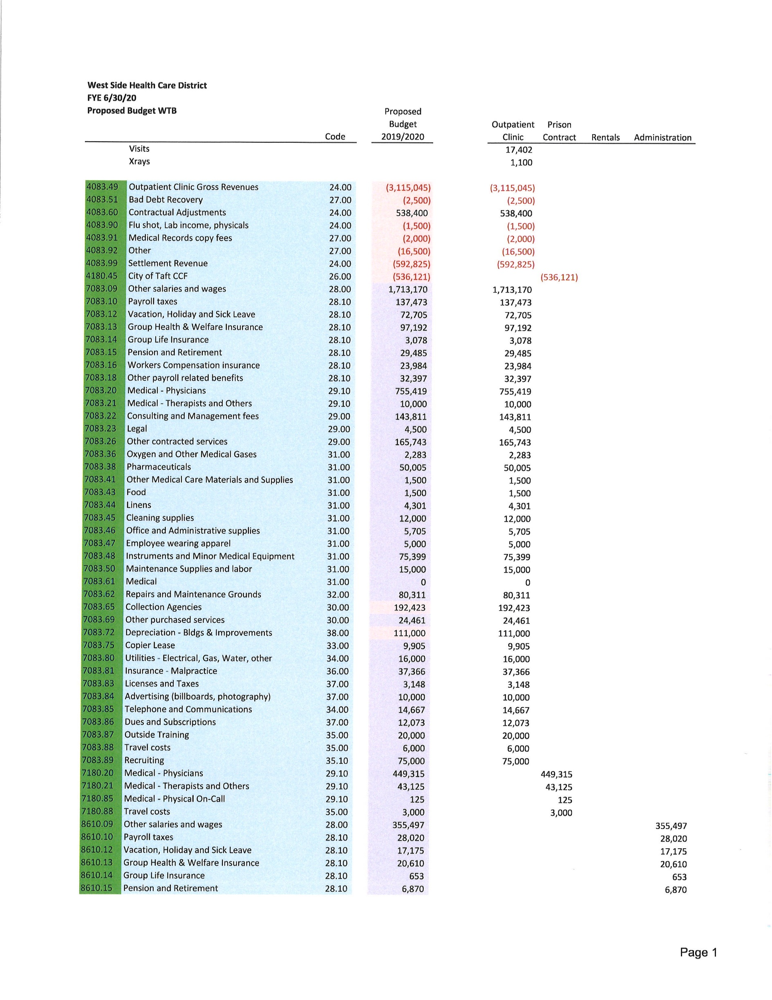 West Side Health Care District
FYE 6/30/20
Proposed Budget WTB Proposed
Budget Outpatient Prison
Code 2019/2020 Clinic Contract Rentals Administration
Visits 17,402
Xrays 1,100
4083.49 Outpatient Clinic Gross Revenues 24.00 (3,115,045) (3,115,045)
4083.51 Bad Debt Recovery 27.00 (2,500) (2,500)
4083.60 Contractual Adjustments 24.00 538,400 538,400
4083.90 Flu shot, Lab income, physicals 24.00 (1,500) (1,500)
4083.91 Medical Records copy fees 27.00 (2,000) (2,000)
4083.92 Other 27.00 (16,500) (16,500)
4083.99 Settlement Revenue 24.00 (592,825) (592,825)
4180.45 City of Taft CCF 26.00 (536,121) (536,121)
7083.09 Other salaries and wages 28.00 1,713,170 1,713,170
7083.10 Payroll taxes 28.10 137,473 137,473
7083.12 Vacation, Holiday and Sick Leave 28.10 72,705 72,705
7083.13 Group Health & Welfare Insurance 28.10 97,192 97,192
7083.14 Group Life Insurance 28.10 3,078 3,078
7083.15 Pension and Retirement 28.10 29,485 29,485
7083.16 Workers Compensation insurance 28.10 23,984 23,984
7083.18 Other payroll related benefits 28.10 32,397 32,397
7083.20 Medical - Physicians 29.10 755,419 755,419
7083.21 Medical - Therapists and Others 29.10 10,000 10,000
7083.22 Consulting and Management fees 29.00 143,811 143,811
7083.23 Legal 29.00 4,500 4,500
7083.26 Other contracted services 29.00 165,743 165,743
7083.36 Oxygen and Other Medical Gases 31.00 2,283 2,283
7083.38 Pharmaceuticals 31.00 50,005 50,005
7083.41 Other Medical Care Materials and Supplies 31.00 1,500 1,500
7083.43 Food 31.00 1,500 1,500
7083.44 Linens 31.00 4,301 4,301
7083.45 Cleaning supplies 31.00 12,000 12,000
7083.46 Office and Administrative supplies 31.00 5,705 5,705
7083.47 Employee wearing apparel 31.00 5,000 5,000
7083.48 Instruments and Minor Medical Equipment 31.00 75,399 75,399
7083.50 Maintenance Supplies and labor 31.00 15,000 15,000
7083.61 Medical 31.00 0 0
7083.62 Repairs and Maintenance Grounds 32.00 80,311 80,311
7083.65 Collection Agencies 30.00 192,423 192,423
7083.69 Other purchased services 30.00 24,461 24,461
7083.72 Depreciation - Bldgs & Improvements 38.00 111,000 111,000
7083.75 Copier Lease 33.00 9,905 9,905
7083.80 Utilities - Electrical, Gas, Water, other 34.00 16,000 16,000
7083.81 Insurance - Malpractice 36.00 37,366 37,366
7083.83 Licenses and Taxes 37.00 3,148 3,148
7083.84 Advertising (billboards, photography) 37.00 10,000 10,000
7083.85 Telephone and Communications 34.00 14,667 14,667
7083.86 Dues and Subscriptions 37.00 12,073 12,073
7083.87 Outside Training 35.00 20,000 20,000
7083.88 Travel costs 35.00 6,000 6,000
7083.89 Recruiting 35.10 75,000 75,000
7180.20 Medical - Physicians 29.10 449,315 449,315
7180.21 Medical - Therapists and Others 29.10 43,125 43,125
7180.85 Medical - Physical On-Call 29.10 125 125
7180.88 Travel costs 35.00 3,000 3,000
8610.09 Other salaries and wages 28.00 355,497 355,497
8610.10 Payroll taxes 28.10 28,020 28,020
8610.12 Vacation, Holiday and Sick Leave 28.10 17,175 17,175
8610.13 Group Health & Welfare Insurance 28.10 20,610 20,610
8610.14 Group Life Insurance 28.10 653 653
8610.15 Pension and Retirement 28.10 6,870 6,870
Page 1